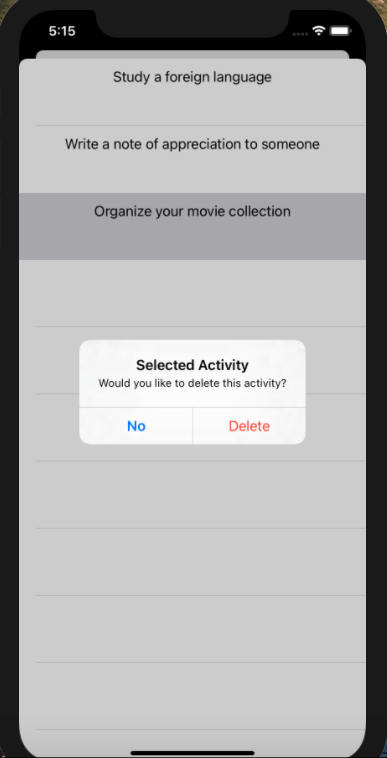 5:15
Study a foreign language
Write a note of appreciation to someone
Organize your movie collection
Selected Activity
Would you like to delete this activity?
No
Delete